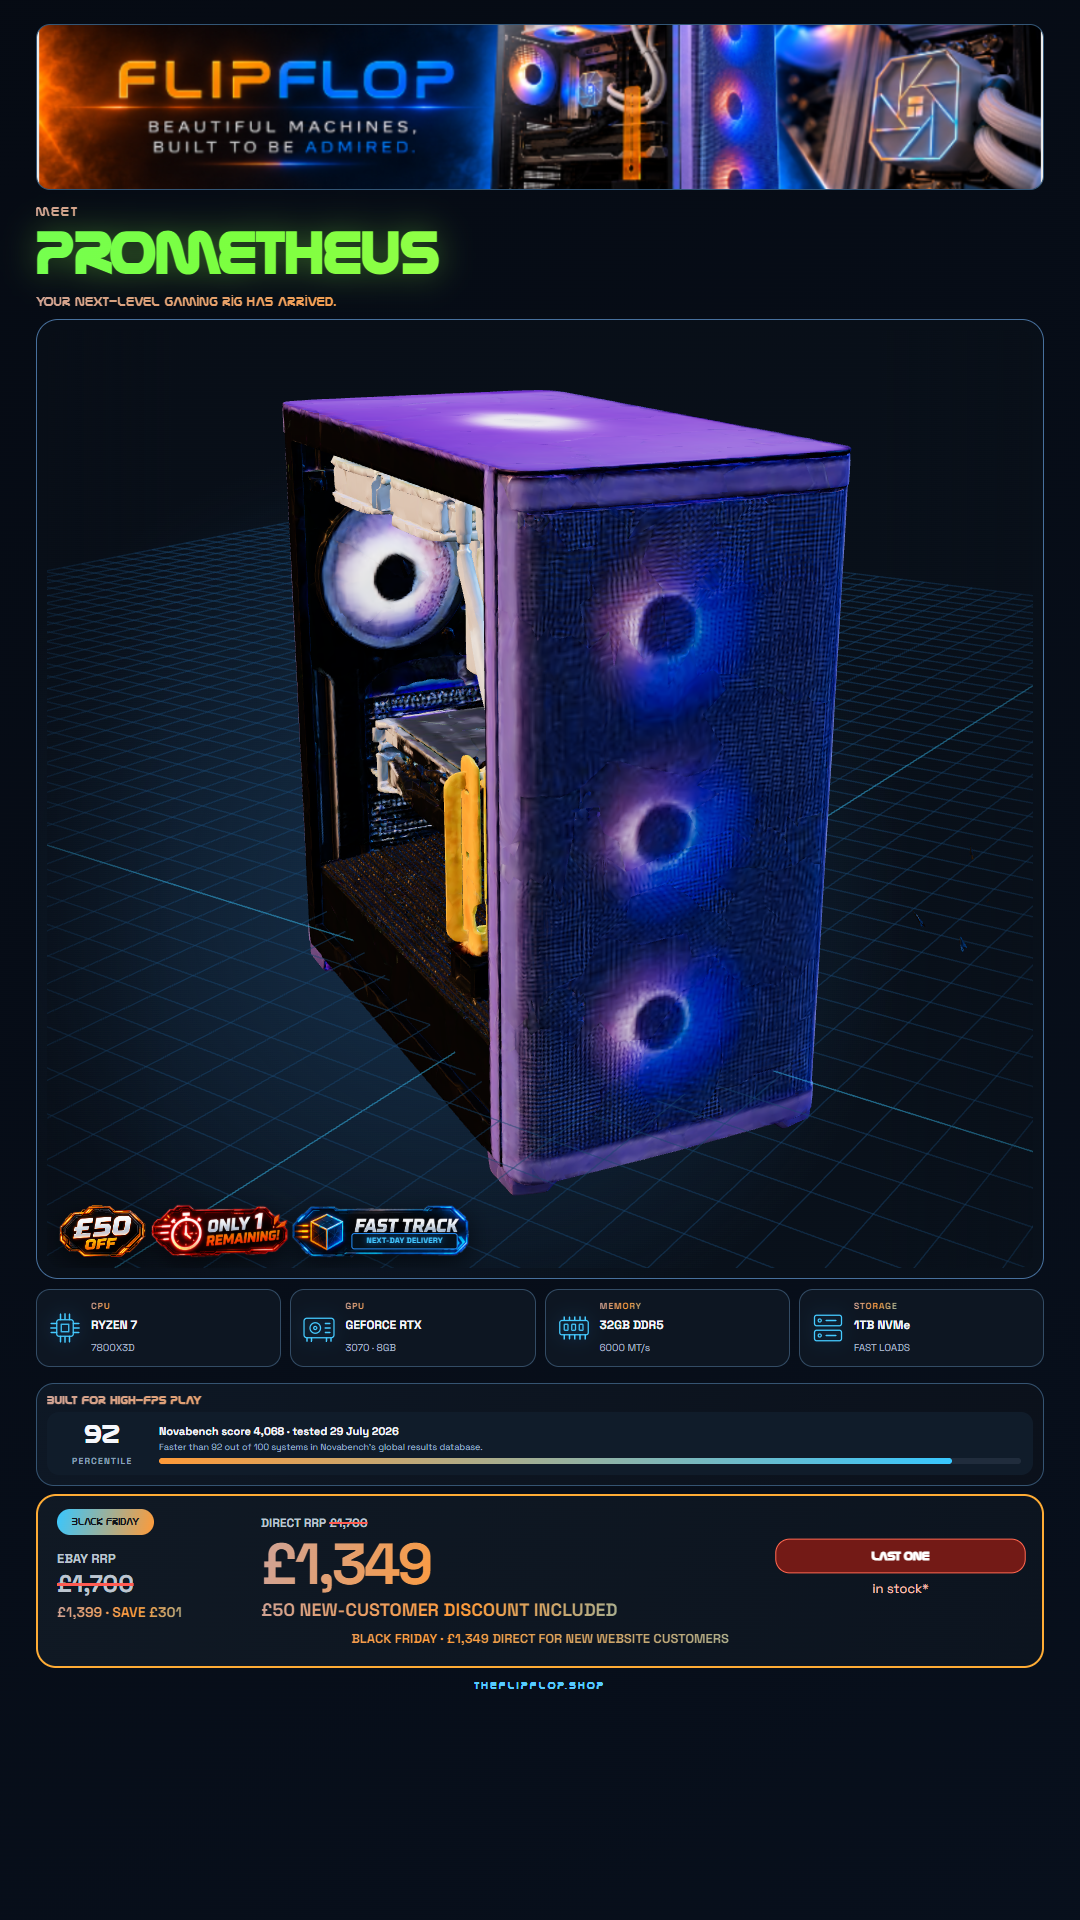 FLIPFLOP
BEAUTIFUL MACHINES,
BUILT TO BE ADMIRED.
MEET
PROMETHEUS
YOUR NEXT-LEVEL GAMING RIG HAS ARRIVED.
£50 OFF
ONLY 1 REMAINING!
FAST TRACK
NEXT-DAY DELIVERY
CPU
RYZEN 7
7800X3D
GPU
GEFORCE RTX
3070 · 8GB
MEMORY
32GB DDR5
6000 MT/s
STORAGE
1TB NVMe
FAST LOADS
BUILT FOR HIGH-FPS PLAY
92
PERCENTILE
Novabench score 4,068 · tested 29 July 2026
Faster than 92 out of 100 systems in Novabench's global results database.
BLACK FRIDAY
EBAY RRP
£1,700
£1,399 · SAVE £301
DIRECT RRP £1,700
£1,349
£50 NEW-CUSTOMER DISCOUNT INCLUDED
LAST ONE
in stock*
BLACK FRIDAY · £1,349 DIRECT FOR NEW WEBSITE CUSTOMERS
THEFLIPFLOP.SHOP